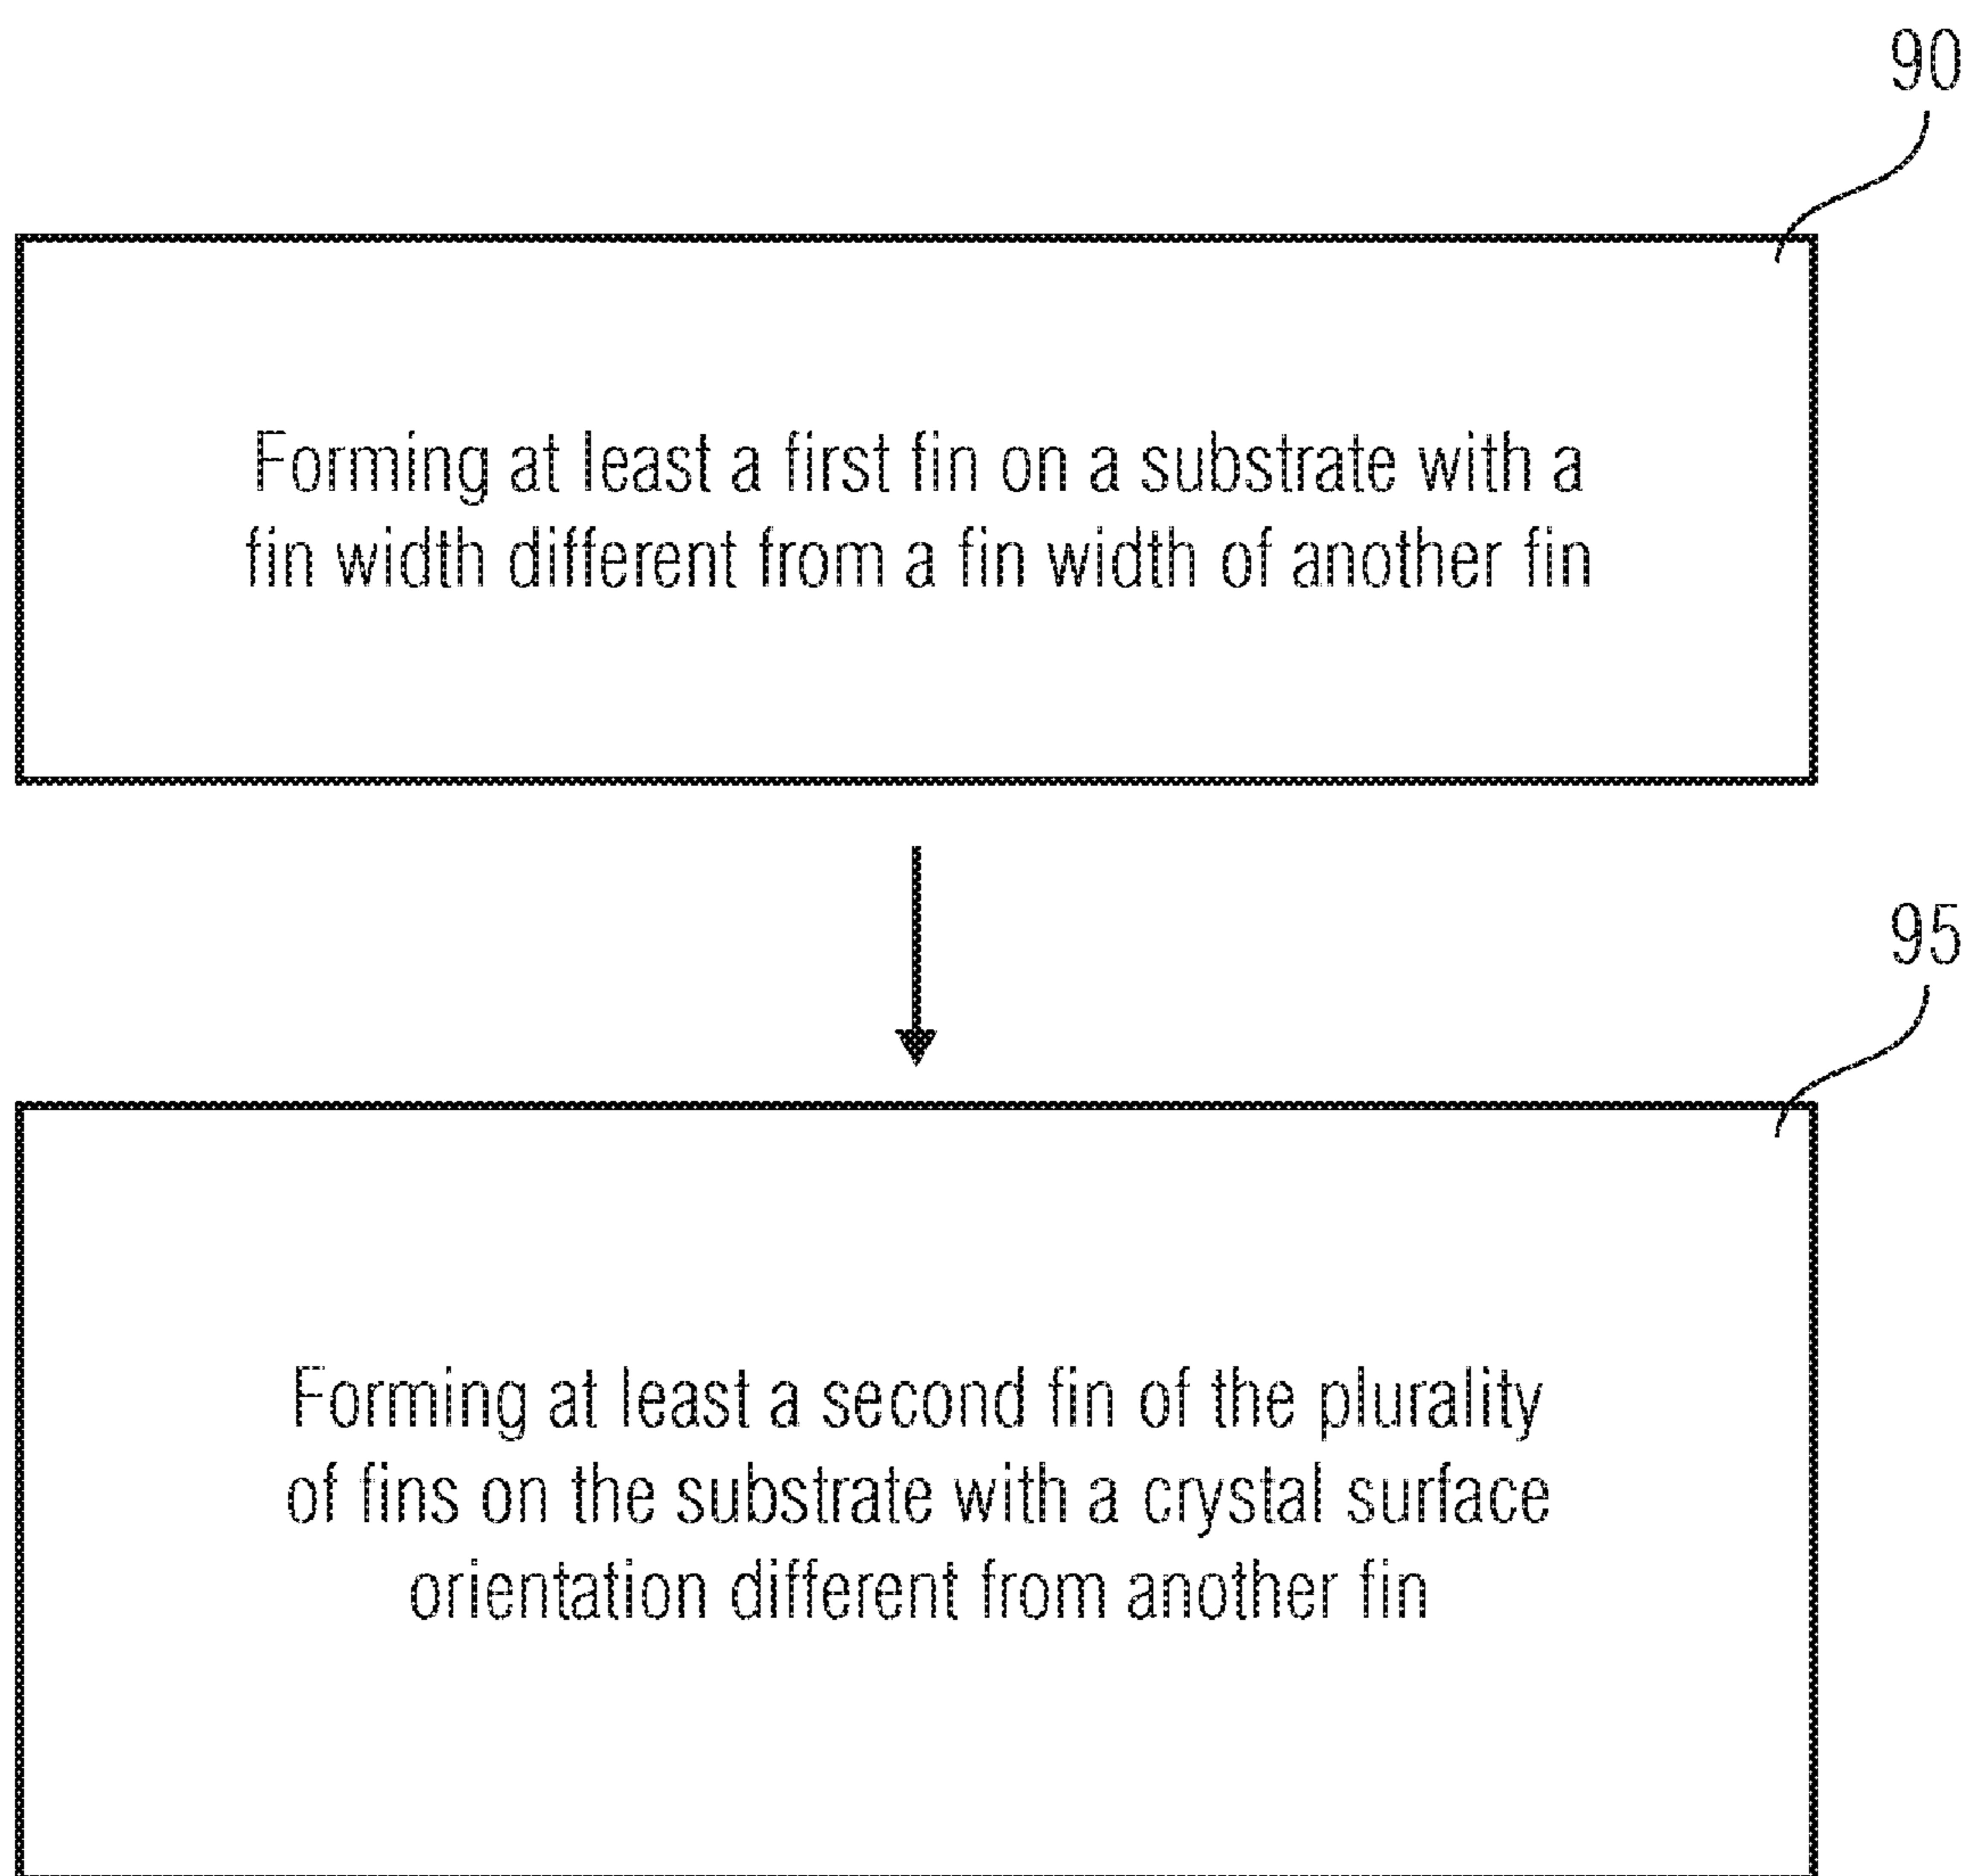 90
Forming at least a first fin on a substrate with a
fin width different from a fin width of another fin
95
Forming at least a second fin of the plurality
of fins on the substrate with a crystal surface
orientation different from another fin